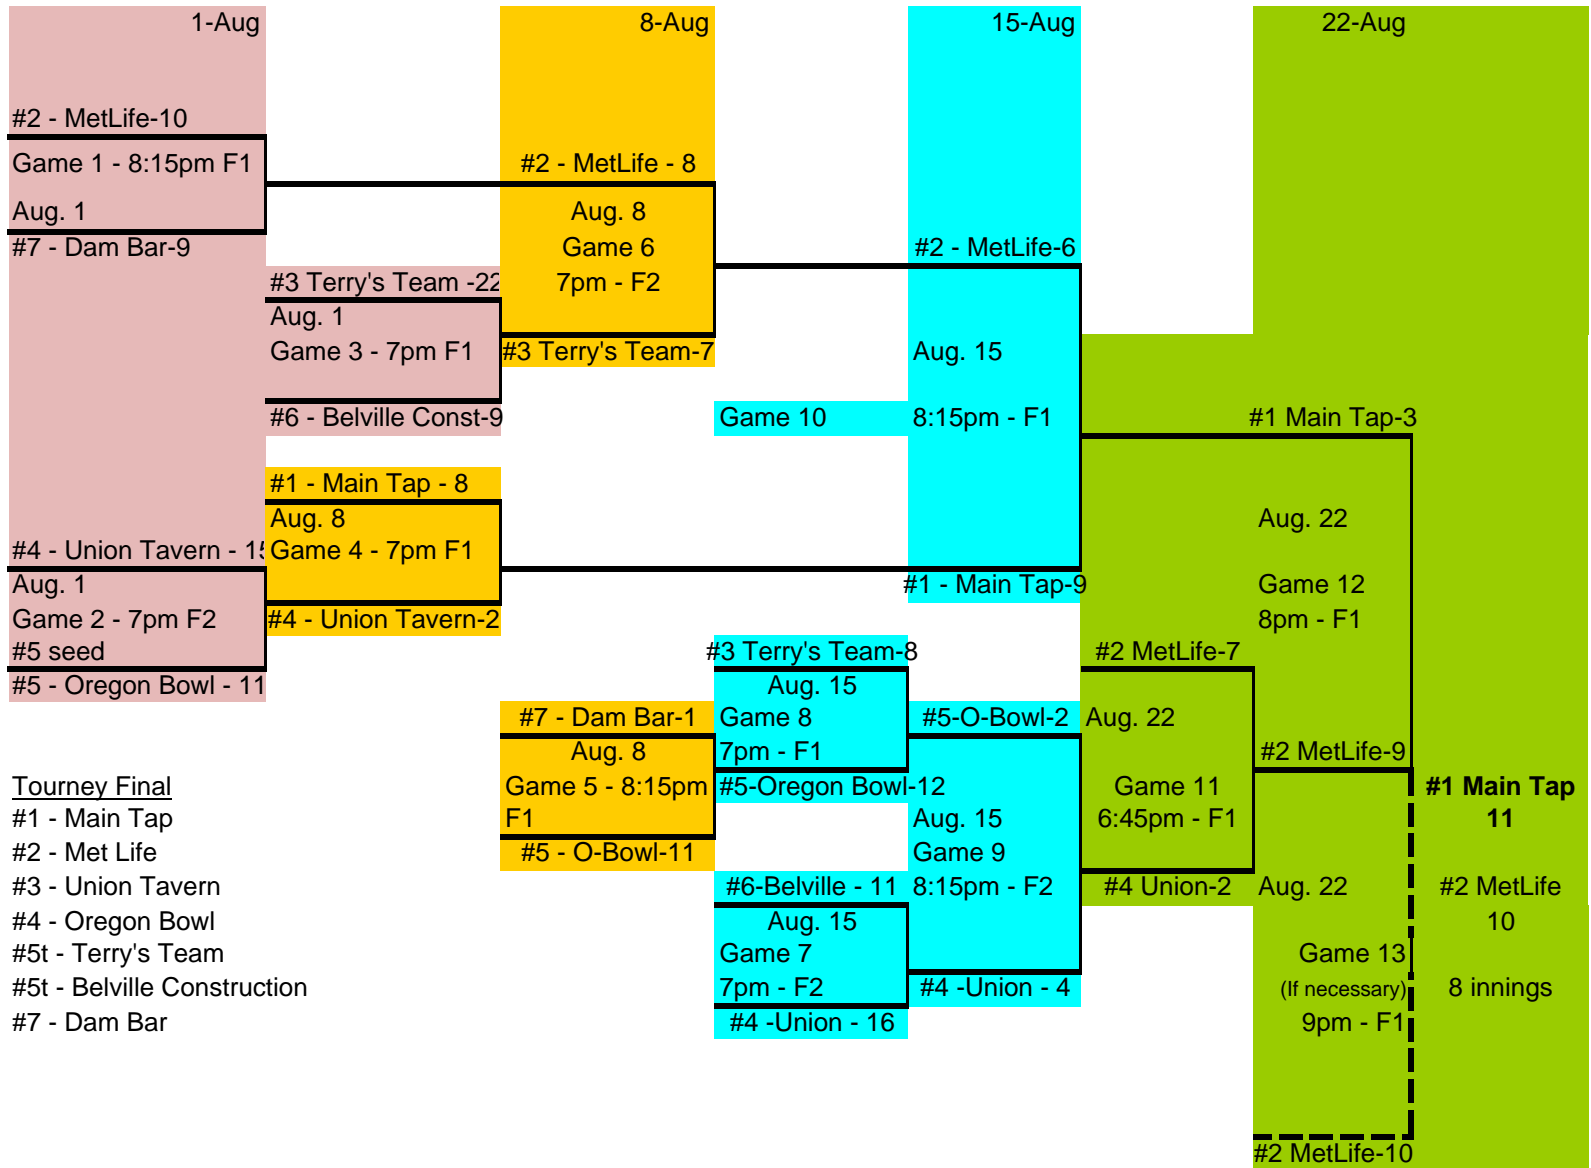 1-Aug
8-Aug
15-Aug
22-Aug
#2 - MetLife-10
Game 1 - 8:15pm F1
Aug. 1
#7 - Dam Bar-9
#3 Terry's Team -22
Aug. 1
Game 3 - 7pm F1
#6 - Belville Const-9
#1 - Main Tap - 8
Aug. 8
Game 4 - 7pm F1
#4 - Union Tavern-2
#4 - Union Tavern - 15
Aug. 1
Game 2 - 7pm F2
#5 seed
#5 - Oregon Bowl - 11
#2 - MetLife - 8
Aug. 8
Game 6
7pm - F2
#3 Terry's Team-7
#2 - MetLife-6
Aug. 15
Game 10
8:15pm - F1
#1 - Main Tap-9
#7 - Dam Bar-1
Aug. 8
Game 5 - 8:15pm
F1
#5 - O-Bowl-11
#3 Terry's Team-8
Aug. 15
Game 8
7pm - F1
#5-Oregon Bowl-12
#6-Belville - 11
Aug. 15
Game 7
7pm - F2
#4 -Union - 16
#5-O-Bowl-2
Aug. 15
Game 9
8:15pm - F2
#4 -Union - 4
#2 MetLife-7
Aug. 22
Game 11
6:45pm - F1
#4 Union-2
#1 Main Tap-3
Aug. 22
Game 12
8pm - F1
#2 MetLife-9
Aug. 22
Game 13
(If necessary)
9pm - F1
#2 MetLife-10
#1 Main Tap
11
#2 MetLife
10
8 innings
Tourney Final
#1 - Main Tap
#2 - Met Life
#3 - Union Tavern
#4 - Oregon Bowl
#5t - Terry's Team
#5t - Belville Construction
#7 - Dam Bar